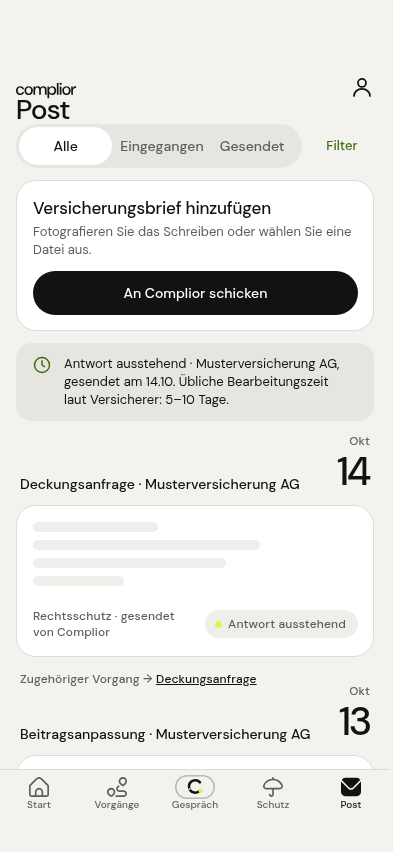 complior
Post
Alle Eingegangen Gesendet Filter
Versicherungsbrief hinzufügen
Fotografieren Sie das Schreiben oder wählen Sie eine
Datei aus.
An Complior schicken
Antwort ausstehend · Musterversicherung AG,
gesendet am 14.10. Übliche Bearbeitungszeit
laut Versicherer: 5–10 Tage.
Okt
14
Deckungsanfrage · Musterversicherung AG
Rechtsschutz · gesendet
von Complior
Antwort ausstehend
Zugehöriger Vorgang → Deckungsanfrage
Okt
13
Beitragsanpassung · Musterversicherung AG
Start Vorgänge Gespräch Schutz Post